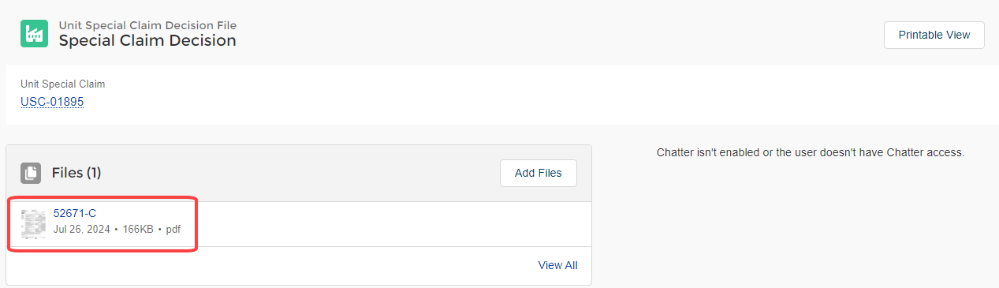 Unit Special Claim Decision File
Special Claim Decision
Printable View
Unit Special Claim
USC-01895
Files (1)
Add Files
Chatter isn't enabled or the user doesn't have Chatter access.
52671-C
Jul 26, 2024 • 166KB • pdf
View All